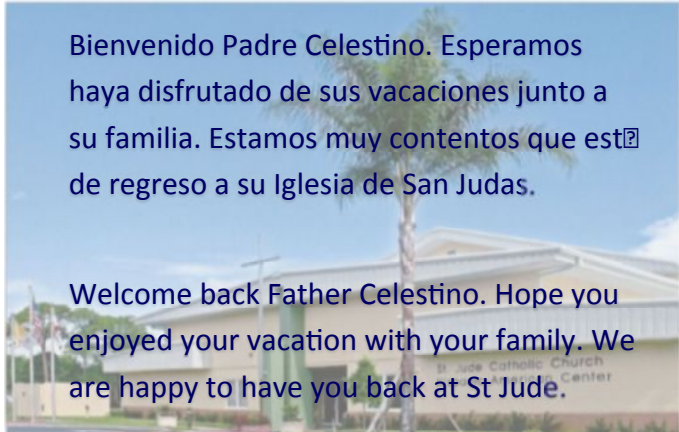 Bienvenido Padre Celestino. Esperamos
haya disfrutado de sus vacaciones junto a
su familia. Estamos muy contentos que est⍰
de regreso a su Iglesia de San Judas.
Welcome back Father Celestino. Hope you
enjoyed your vacation with your family. We
are happy to have you back at St Jude.
St. Jude Catholic Church
American Center